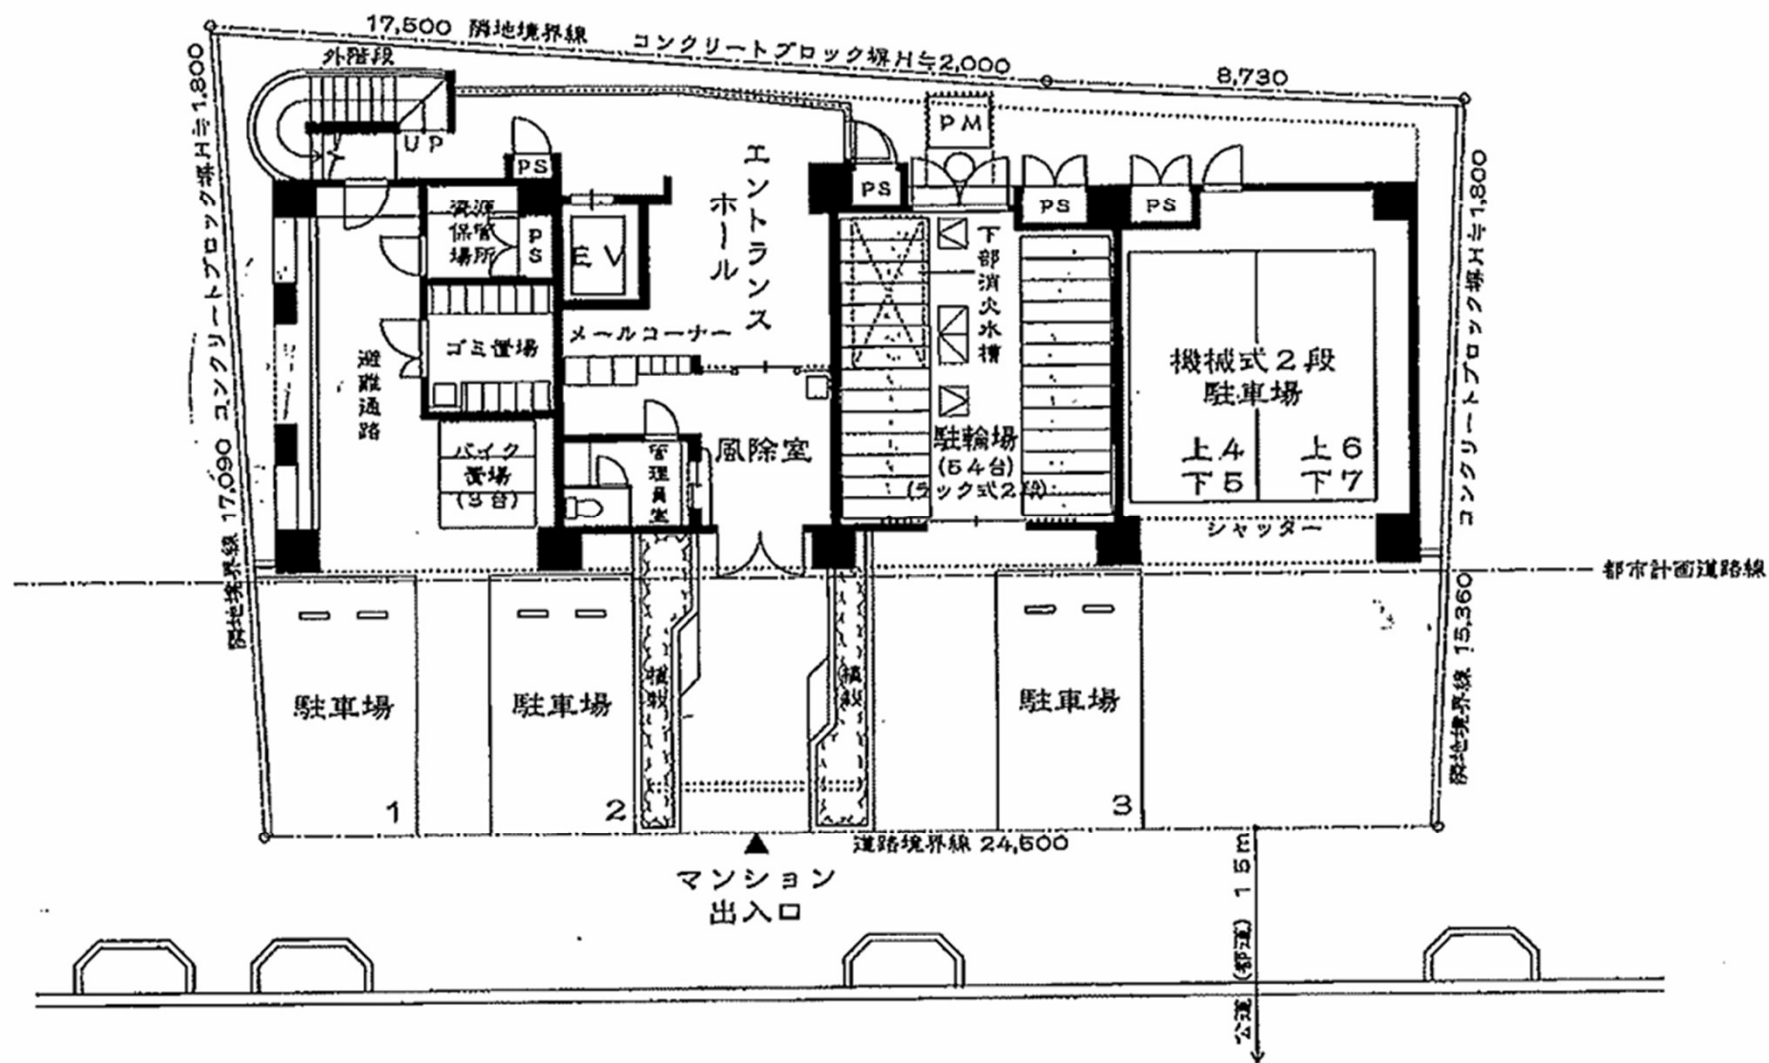 17,500 隣地境界線
コンクリートブロック塀H≒2,000
8,730
外階段
UP
コンクリートブロック塀H≒1,800
隣地境界線 17,090
PS
エントランス
ホール
PM
PS
PS
PS
コンクリートブロック塀H≒1,800
隣地境界線 15,360
資源
保管
場所
PS
EV
下部消火水槽
メールコーナー
ゴミ置場
避難通路
機械式2段
駐車場
上4
下5
上6
下7
バイク
置場
(3台)
管理員室
風除室
駐輪場
(54台)
(ラック式2段)
シャッター
都市計画道路線
駐車場
1
駐車場
2
植栽
植栽
駐車場
3
道路境界線 24,500
マンション
出入口
公道(都道) 15m